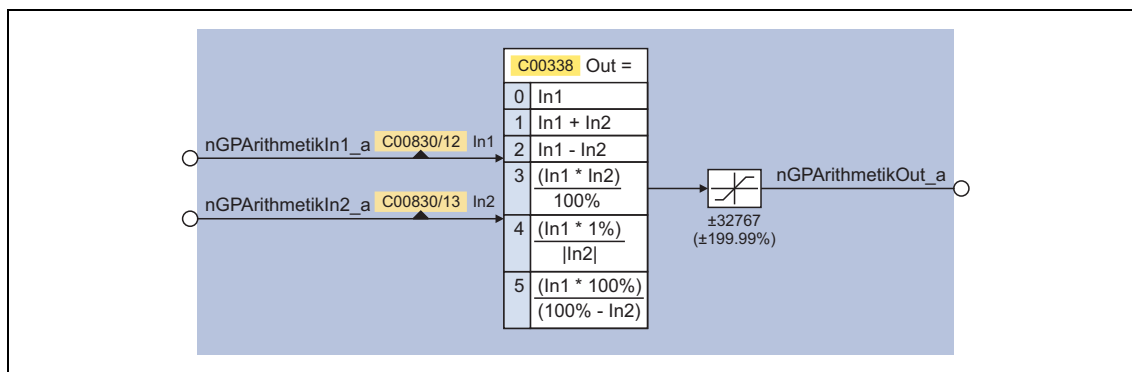 C00338 Out =
0 In1
1 In1 + In2
2 In1 - In2
3 (In1 * In2)
100%
4 (In1 * 1%)
|In2|
5 (In1 * 100%)
(100% - In2)
nGPArithmetikIn1_a C00830/12 In1
nGPArithmetikIn2_a C00830/13 In2
nGPArithmetikOut_a
±32767
(±199.99%)